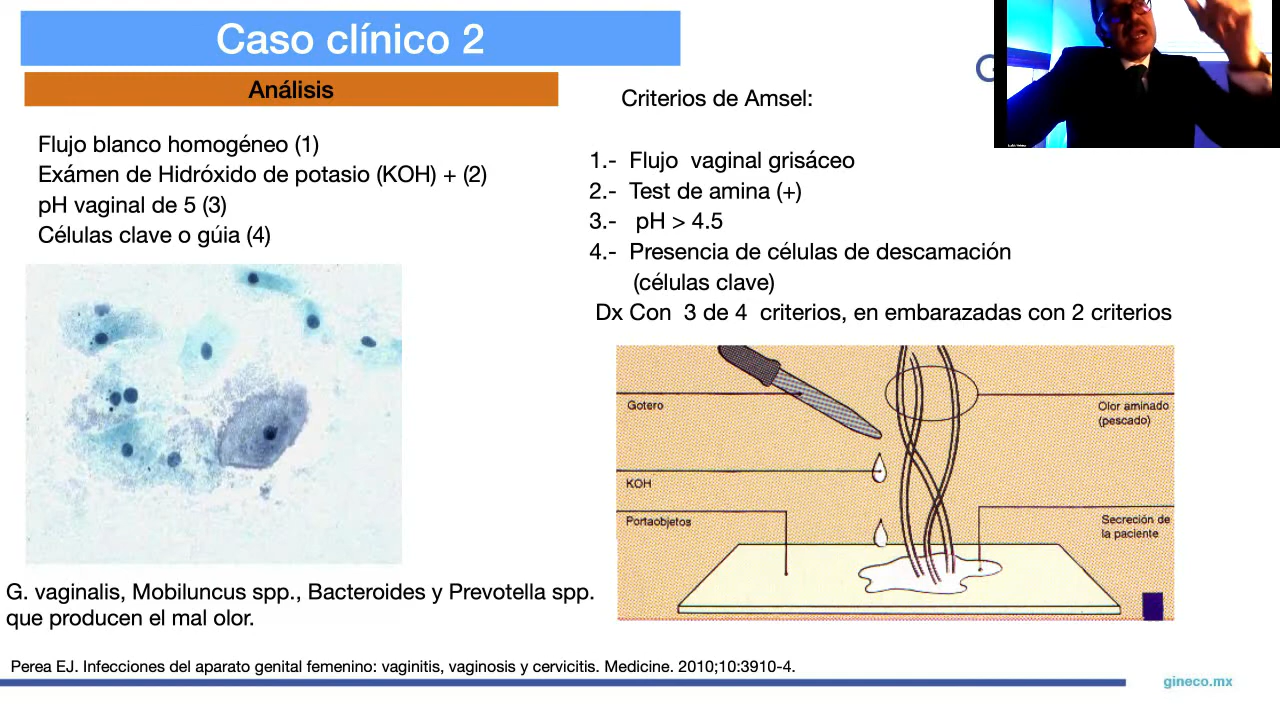 Caso clínico 2
Análisis
Flujo blanco homogéneo (1)
Exámen de Hidróxido de potasio (KOH) + (2)
pH vaginal de 5 (3)
Células clave o gúia (4)
Criterios de Amsel:
1.- Flujo vaginal grisáceo
2.- Test de amina (+)
3.- pH > 4.5
4.- Presencia de células de descamación
(células clave)
Dx Con 3 de 4 criterios, en embarazadas con 2 criterios
Gotero
Olor aminado
(pescado)
KOH
Portaobjetos
Secreción de
la paciente
G. vaginalis, Mobiluncus spp., Bacteroides y Prevotella spp.
que producen el mal olor.
Perea EJ. Infecciones del aparato genital femenino: vaginitis, vaginosis y cervicitis. Medicine. 2010;10:3910-4.
gineco.mx